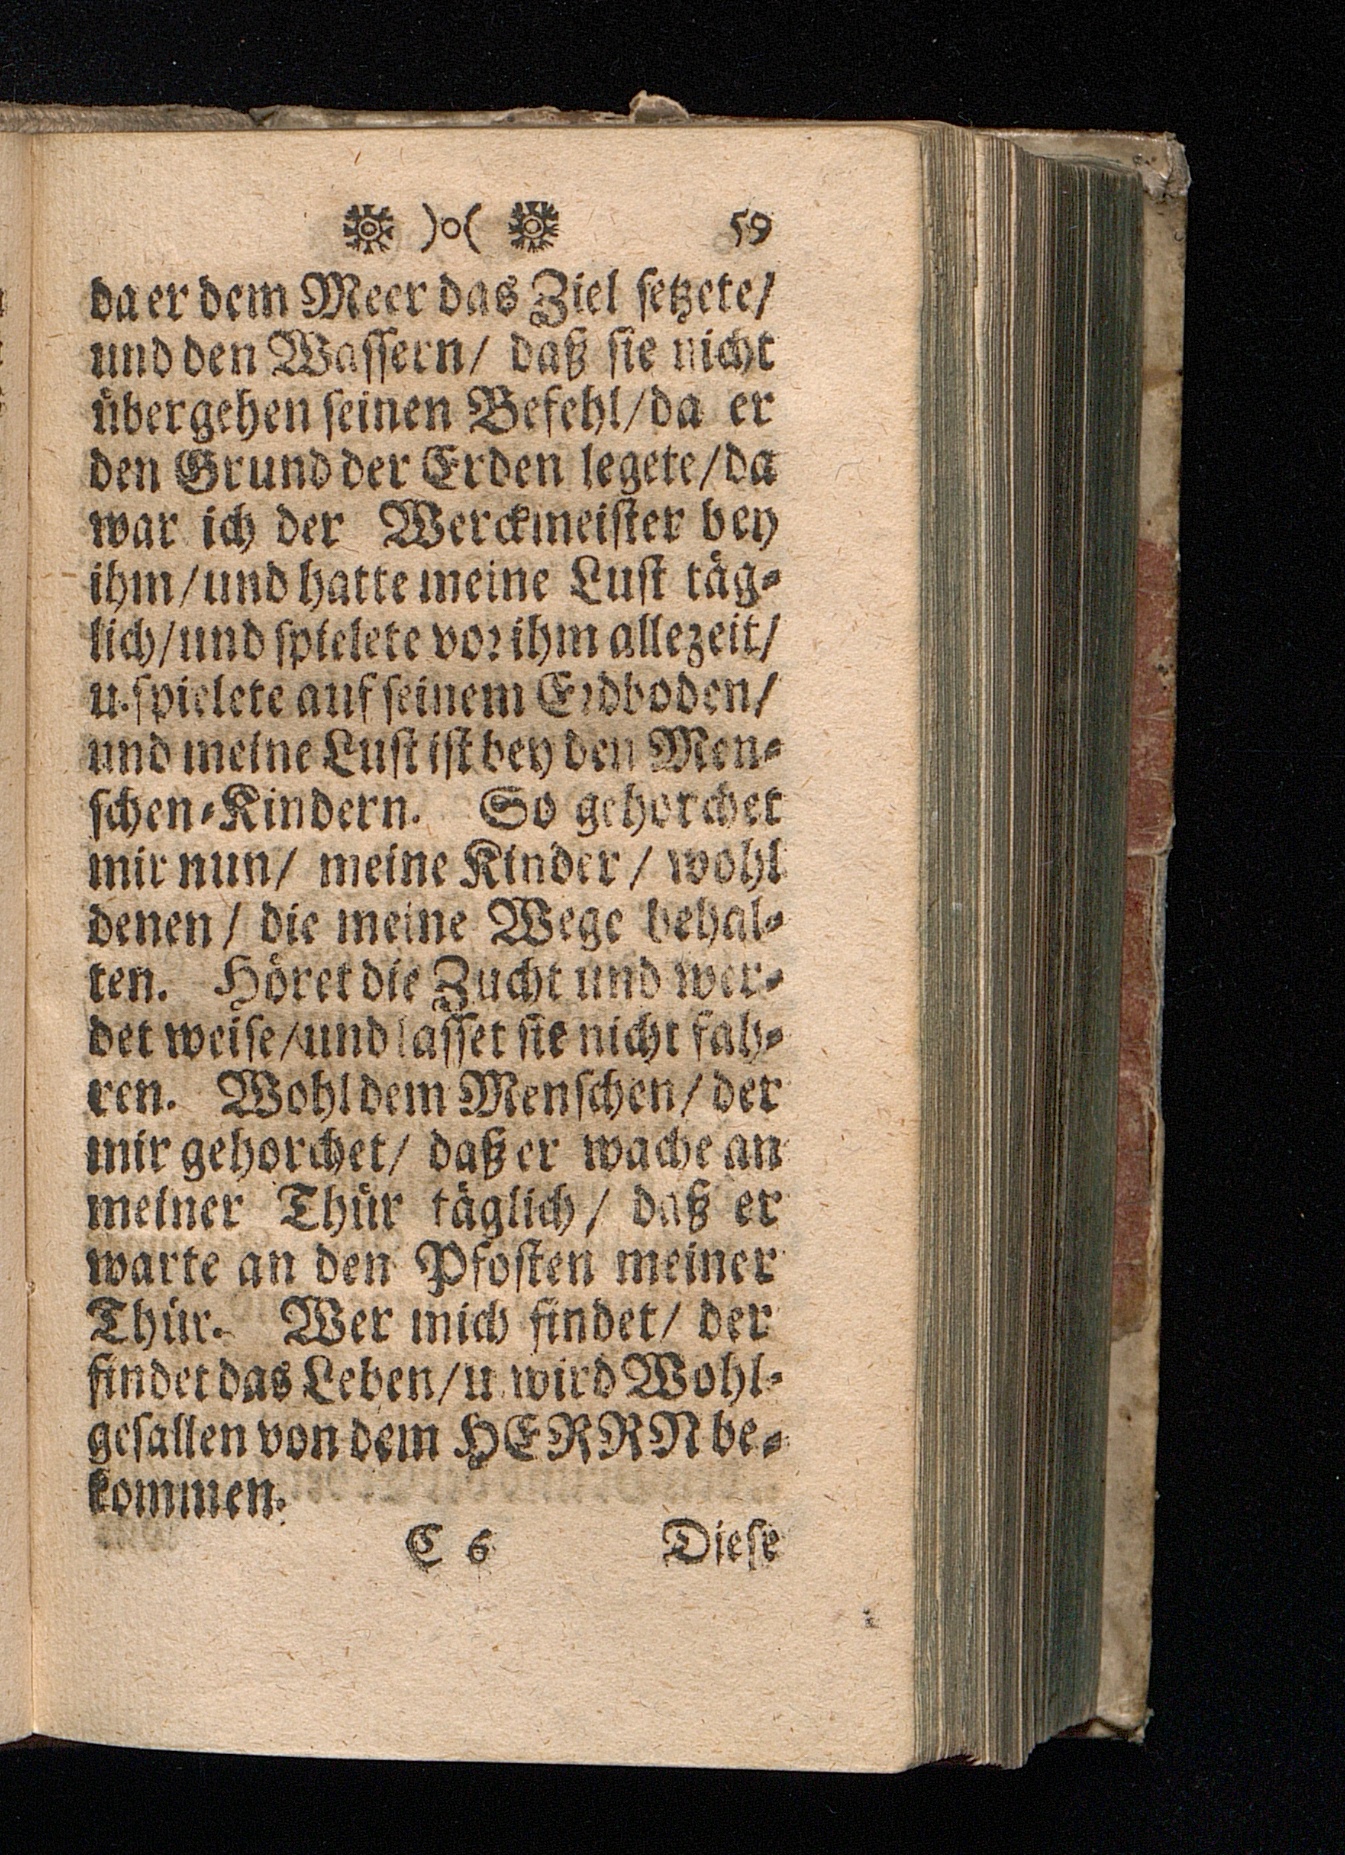 )o( 59
da er dem Meer das Ziel setzete/
und den Wassern/ daß sie nicht
übergehen seinen Befehl/da er
den Grund der Erden legete/da
war ich der Werckmeister bey
ihm/und hatte meine Lust täg-
lich/und spielete vor ihm allezeit/
u. spielete auf seinem Erdboden/
und meine Lust ist bey den Men-
schen-Kindern. So gehorchet
mir nun/ meine Kinder/ wohl
denen/ die meine Wege behal-
ten. Höret die Zucht und wer-
det weise/und lasset sie nicht fah-
ren. Wohl dem Menschen/ der
mir gehorchet/ daß er wache an
meiner Thür täglich/ daß er
warte an den Pfosten meiner
Thür. Wer mich findet/ der
findet das Leben/u. wird Wohl-
gefallen von dem HERRN be-
kommen.
C 6 Diese